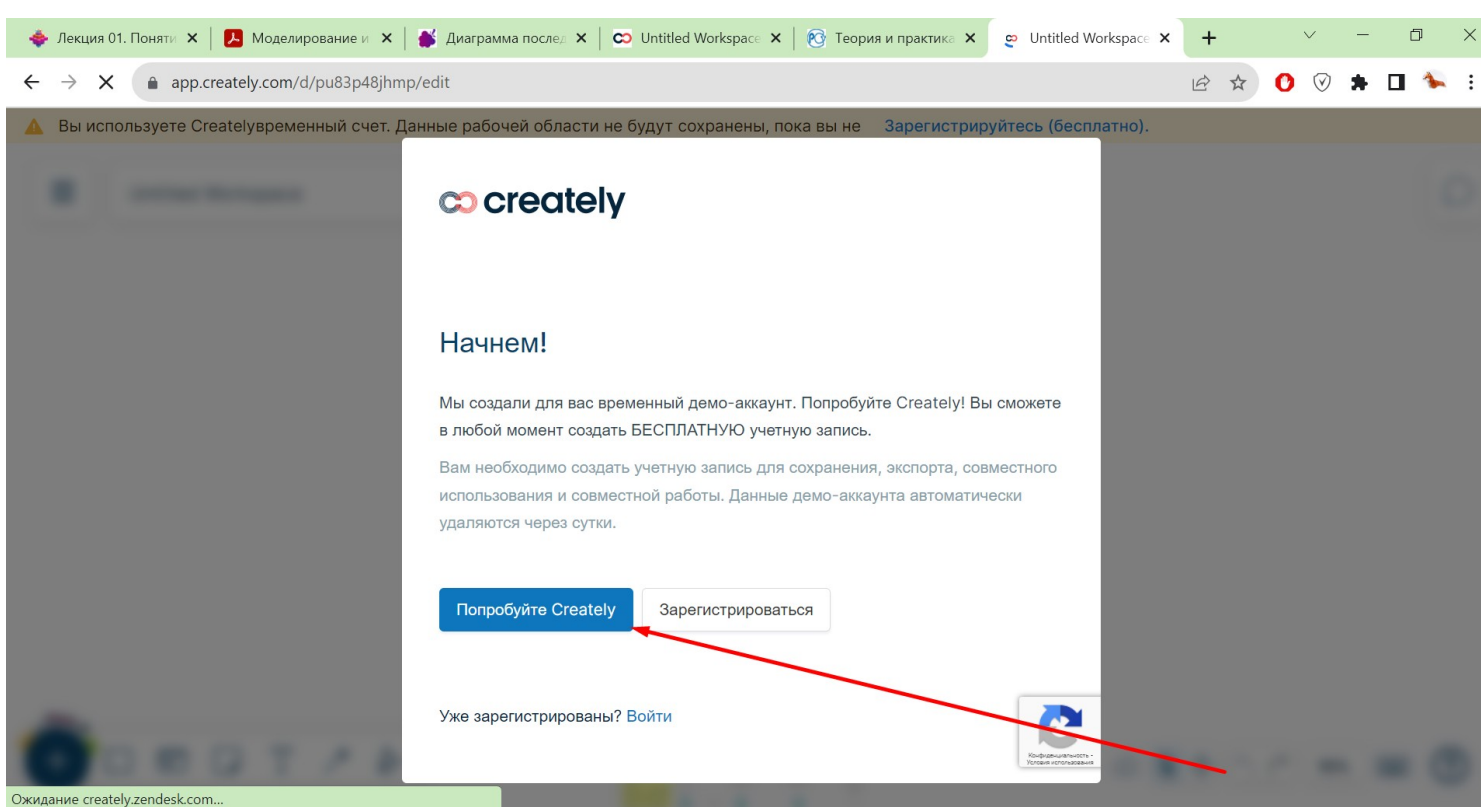 Лекция 01. Поняти
Моделирование и
Диаграмма послед
Untitled Workspace
Теория и практика
Untitled Workspace
app.creately.com/d/pu83p48jhmp/edit
Вы используете Createlyвременный счет. Данные рабочей области не будут сохранены, пока вы не Зарегистрируйтесь (бесплатно).
creately
Начнем!
Мы создали для вас временный демо-аккаунт. Попробуйте Creately! Вы сможете
в любой момент создать БЕСПЛАТНУЮ учетную запись.
Вам необходимо создать учетную запись для сохранения, экспорта, совместного
использования и совместной работы. Данные демо-аккаунта автоматически
удаляются через сутки.
Попробуйте Creately
Зарегистрироваться
Уже зарегистрированы? Войти
Конфиденциальность -
Условия использования
Ожидание creately.zendesk.com...